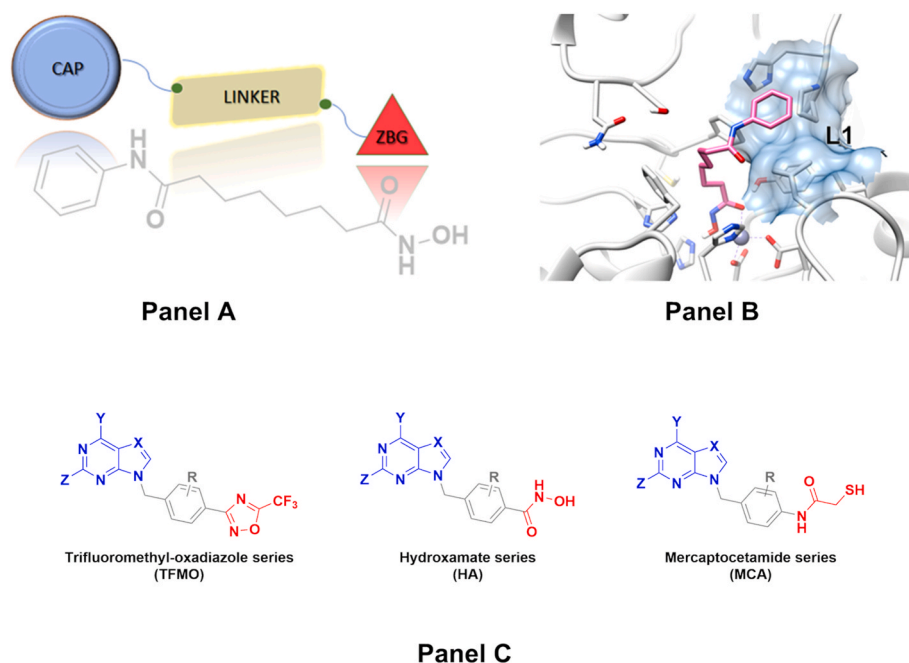 CAP
LINKER
ZBG
H
N
O
O
N
H
OH
Panel A
L1
Panel B
Y
N
X
Z
N
N
R
N
N
O
CF3
Trifluoromethyl-oxadiazole series
(TFMO)
Y
N
X
Z
N
N
R
H
N
OH
O
Hydroxamate series
(HA)
Y
N
X
Z
N
N
R
O
SH
N
H
Mercaptocetamide series
(MCA)
Panel C